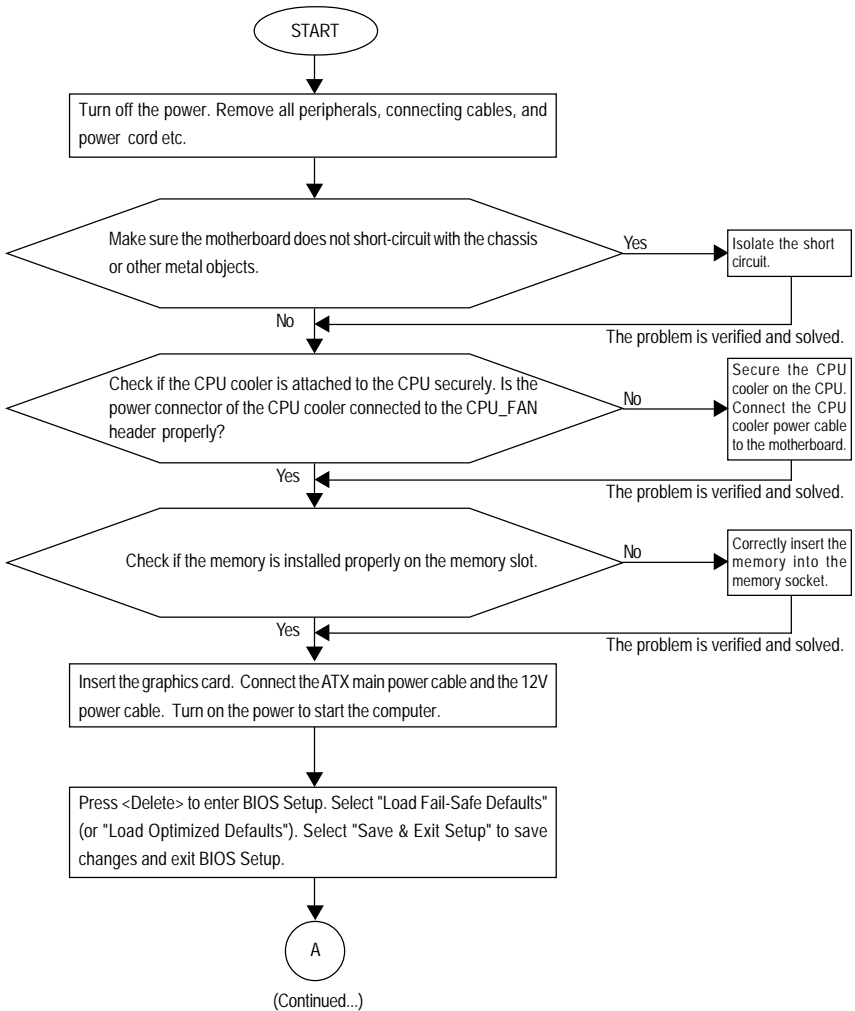 START
Turn off the power. Remove all peripherals, connecting cables, and
power cord etc.
Make sure the motherboard does not short-circuit with the chassis
or other metal objects.
Yes
Isolate the short
circuit.
No
The problem is verified and solved.
Check if the CPU cooler is attached to the CPU securely. Is the
power connector of the CPU cooler connected to the CPU_FAN
header properly?
No
Secure the CPU
cooler on the CPU.
Connect the CPU
cooler power cable
to the motherboard.
Yes
The problem is verified and solved.
Check if the memory is installed properly on the memory slot.
No
Correctly insert the
memory into the
memory socket.
Yes
The problem is verified and solved.
Insert the graphics card. Connect the ATX main power cable and the 12V
power cable. Turn on the power to start the computer.
Press <Delete> to enter BIOS Setup. Select "Load Fail-Safe Defaults"
(or "Load Optimized Defaults"). Select "Save & Exit Setup" to save
changes and exit BIOS Setup.
A
(Continued...)